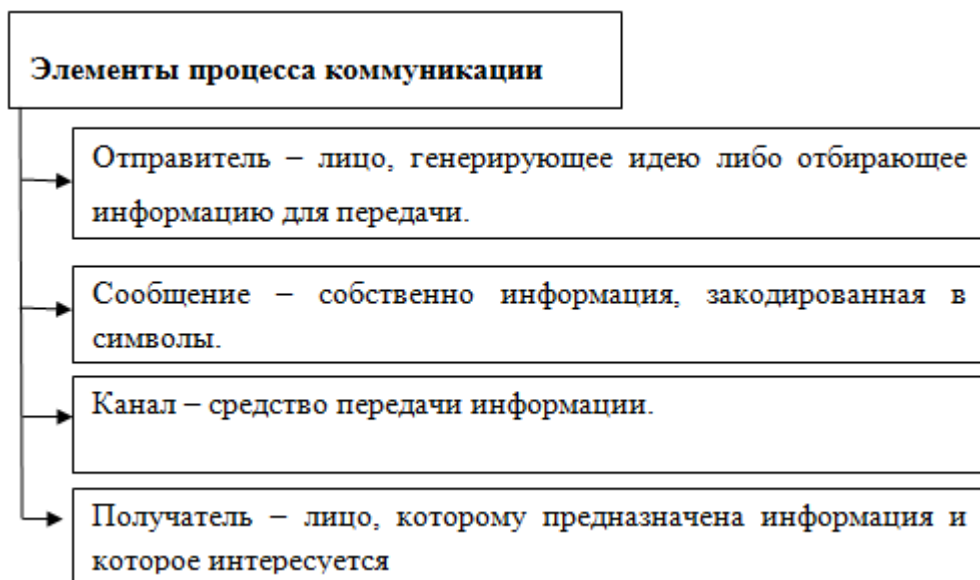 Элементы процесса коммуникации
Отправитель – лицо, генерирующее идею либо отбирающее
информацию для передачи.
Сообщение – собственно информация, закодированная в
символы.
Канал – средство передачи информации.
Получатель – лицо, которому предназначена информация и
которое интересуется